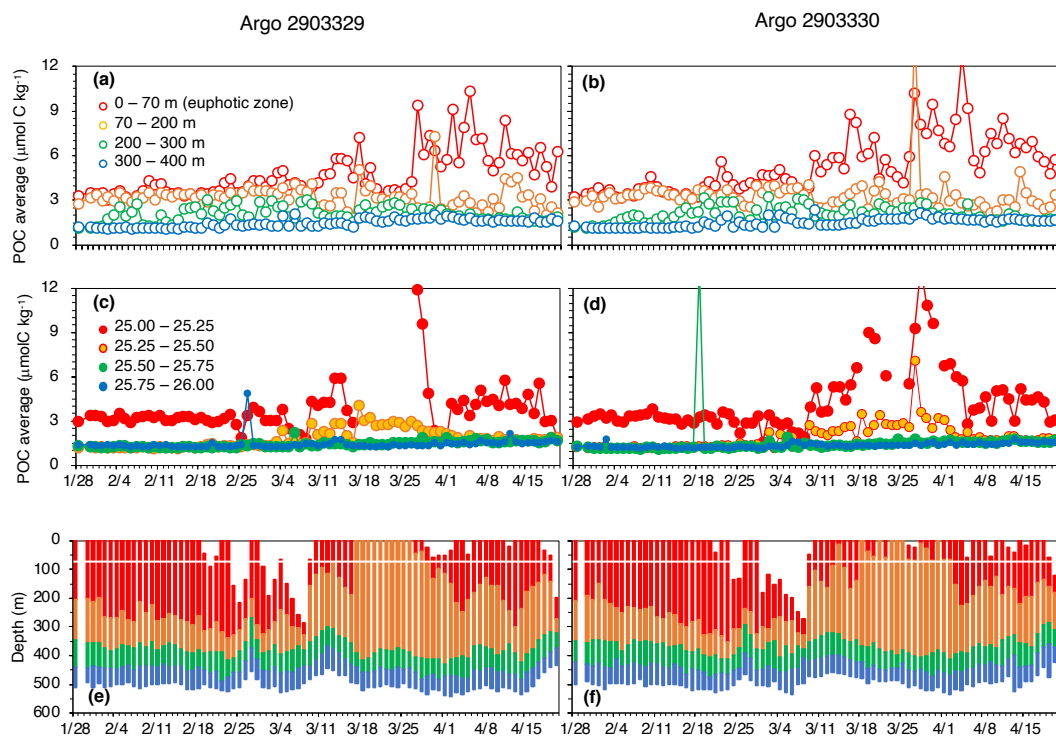 Argo 2903329
Argo 2903330
POC average (µmol C kg⁻¹)
12
9
6
3
0
(a)
0 – 70 m (euphotic zone)
70 – 200 m
200 – 300 m
300 – 400 m
(b)
POC average (µmolC kg⁻¹)
12
9
6
3
0
(c)
25.00 – 25.25
25.25 – 25.50
25.50 – 25.75
25.75 – 26.00
(d)
1/28 2/4 2/11 2/18 2/25 3/4 3/11 3/18 3/25 4/1 4/8 4/15
1/28 2/4 2/11 2/18 2/25 3/4 3/11 3/18 3/25 4/1 4/8 4/15
Depth (m)
0
100
200
300
400
500
600
(e)
(f)
1/28 2/4 2/11 2/18 2/25 3/4 3/11 3/18 3/25 4/1 4/8 4/15
1/28 2/4 2/11 2/18 2/25 3/4 3/11 3/18 3/25 4/1 4/8 4/15